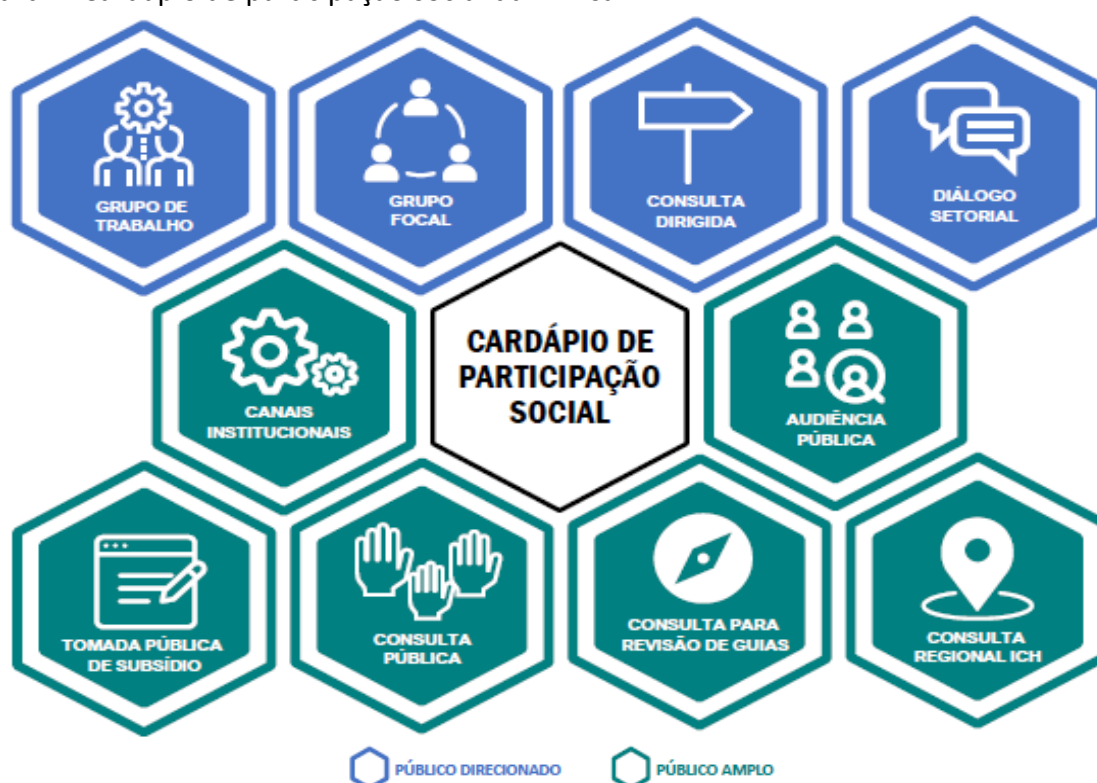 GRUPO DE
TRABALHO
GRUPO
FOCAL
CONSULTA
DIRIGIDA
DIÁLOGO
SETORIAL
CANAIS
INSTITUCIONAIS
CARDÁPIO DE
PARTICIPAÇÃO
SOCIAL
AUDIÊNCIA
PÚBLICA
TOMADA PÚBLICA
DE SUBSÍDIO
CONSULTA
PÚBLICA
CONSULTA PARA
REVISÃO DE GUIAS
CONSULTA
REGIONAL ICH
PÚBLICO DIRECIONADO
PÚBLICO AMPLO